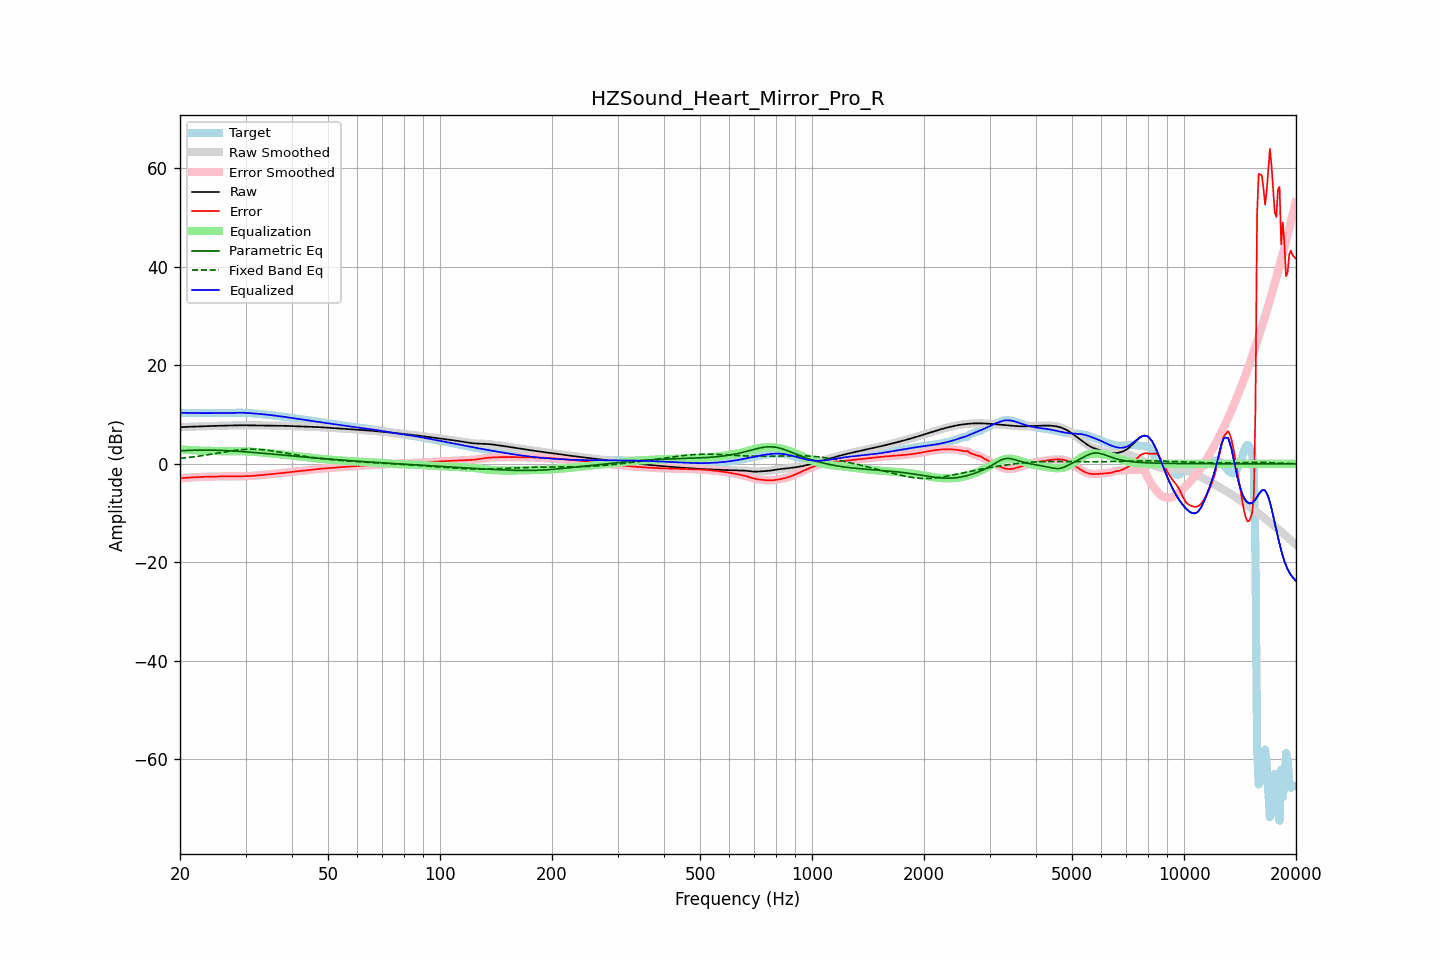 HZSound_Heart_Mirror_Pro_R
Target
Raw Smoothed
Error Smoothed
Raw
Error
Equalization
Parametric Eq
Fixed Band Eq
Equalized
60
40
20
0
−20
−40
−60
Amplitude (dBr)
20
50
100
200
500
1000
2000
5000
10000
20000
Frequency (Hz)